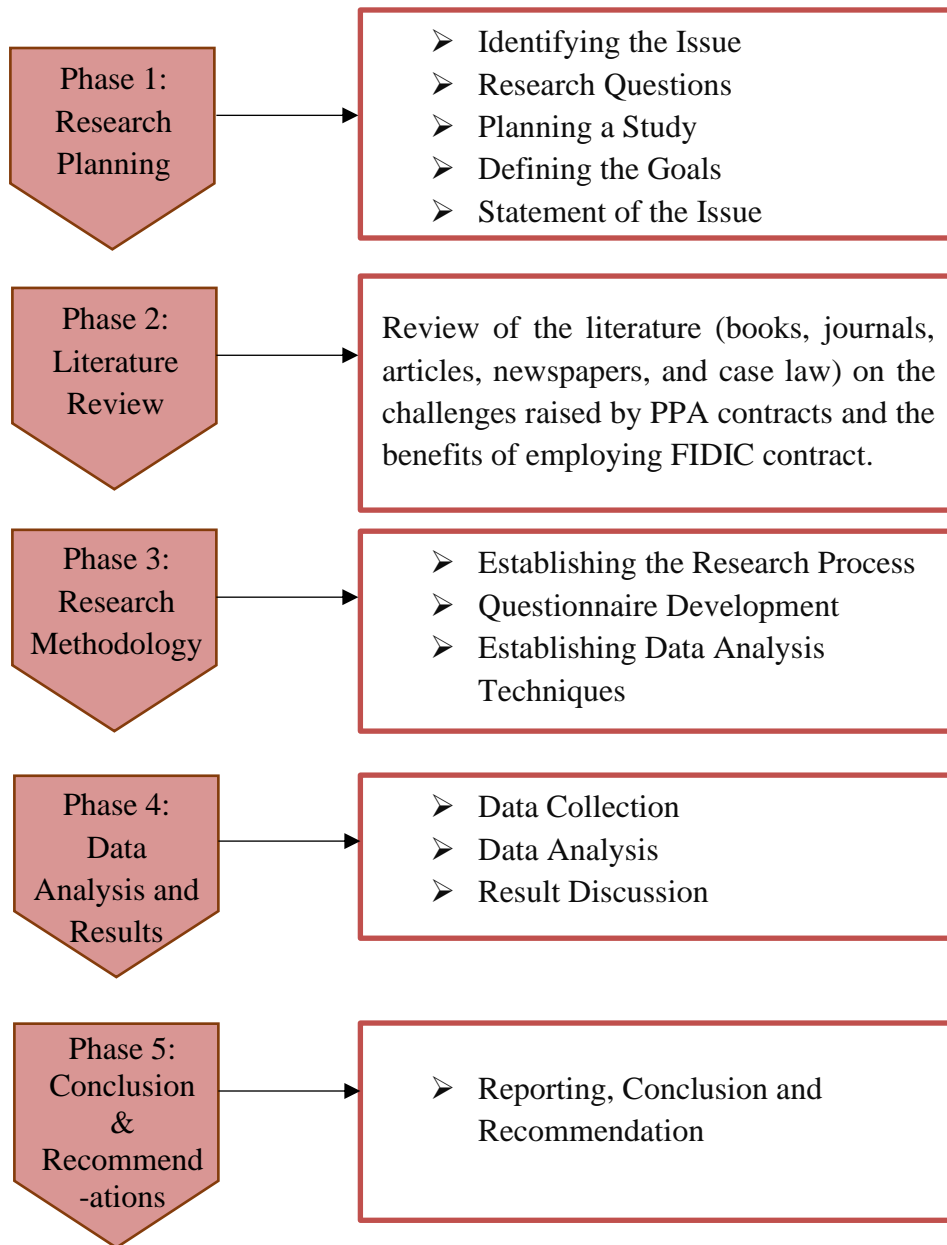 Phase 1:
Research
Planning
➢ Identifying the Issue
➢ Research Questions
➢ Planning a Study
➢ Defining the Goals
➢ Statement of the Issue
Phase 2:
Literature
Review
Review of the literature (books, journals,
articles, newspapers, and case law) on the
challenges raised by PPA contracts and the
benefits of employing FIDIC contract.
Phase 3:
Research
Methodology
➢ Establishing the Research Process
➢ Questionnaire Development
➢ Establishing Data Analysis
Techniques
Phase 4:
Data
Analysis and
Results
➢ Data Collection
➢ Data Analysis
➢ Result Discussion
Phase 5:
Conclusion
&
Recommend
-ations
➢ Reporting, Conclusion and
Recommendation